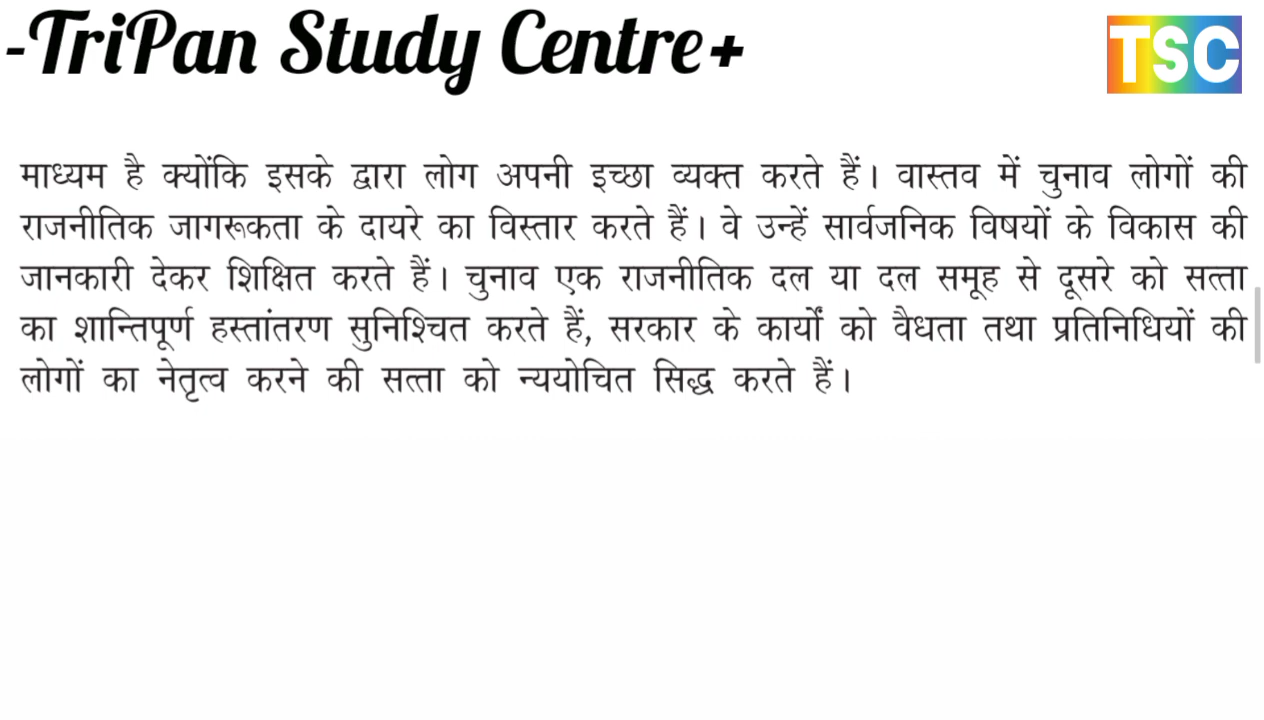 -TriPan Study Centre+
TSC
माध्यम है क्योंकि इसके द्वारा लोग अपनी इच्छा व्यक्त करते हैं। वास्तव में चुनाव लोगों की
राजनीतिक जागरूकता के दायरे का विस्तार करते हैं। वे उन्हें सार्वजनिक विषयों के विकास की
जानकारी देकर शिक्षित करते हैं। चुनाव एक राजनीतिक दल या दल समूह से दूसरे को सत्ता
का शान्तिपूर्ण हस्तांतरण सुनिश्चित करते हैं, सरकार के कार्यों को वैधता तथा प्रतिनिधियों की
लोगों का नेतृत्व करने की सत्ता को न्ययोचित सिद्ध करते हैं।